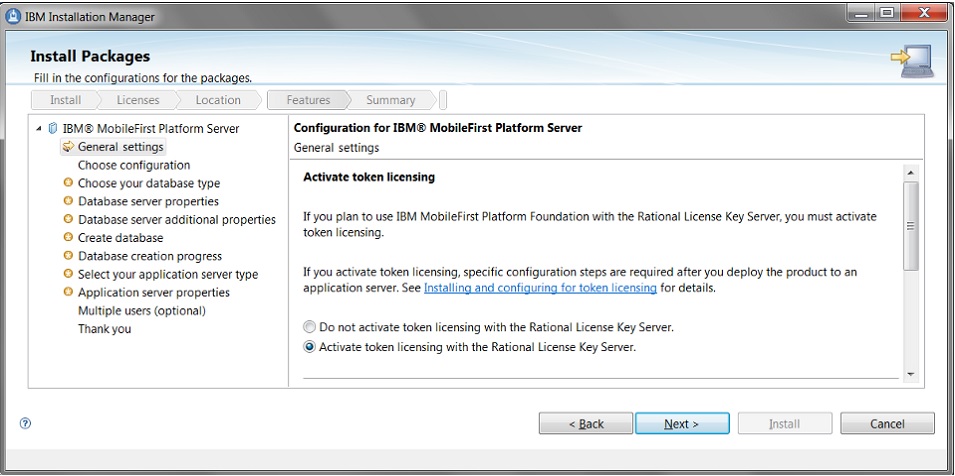 IBM Installation Manager
Install Packages
Fill in the configurations for the packages.
Install
Licenses
Location
Features
Summary
IBM® MobileFirst Platform Server
General settings
Choose configuration
Choose your database type
Database server properties
Database server additional properties
Create database
Database creation progress
Select your application server type
Application server properties
Multiple users (optional)
Thank you
Configuration for IBM® MobileFirst Platform Server
General settings
Activate token licensing
If you plan to use IBM MobileFirst Platform Foundation with the Rational License Key Server, you must activate
token licensing.
If you activate token licensing, specific configuration steps are required after you deploy the product to an
application server. See Installing and configuring for token licensing for details.
Do not activate token licensing with the Rational License Key Server.
Activate token licensing with the Rational License Key Server.
?
< Back
Next >
Install
Cancel